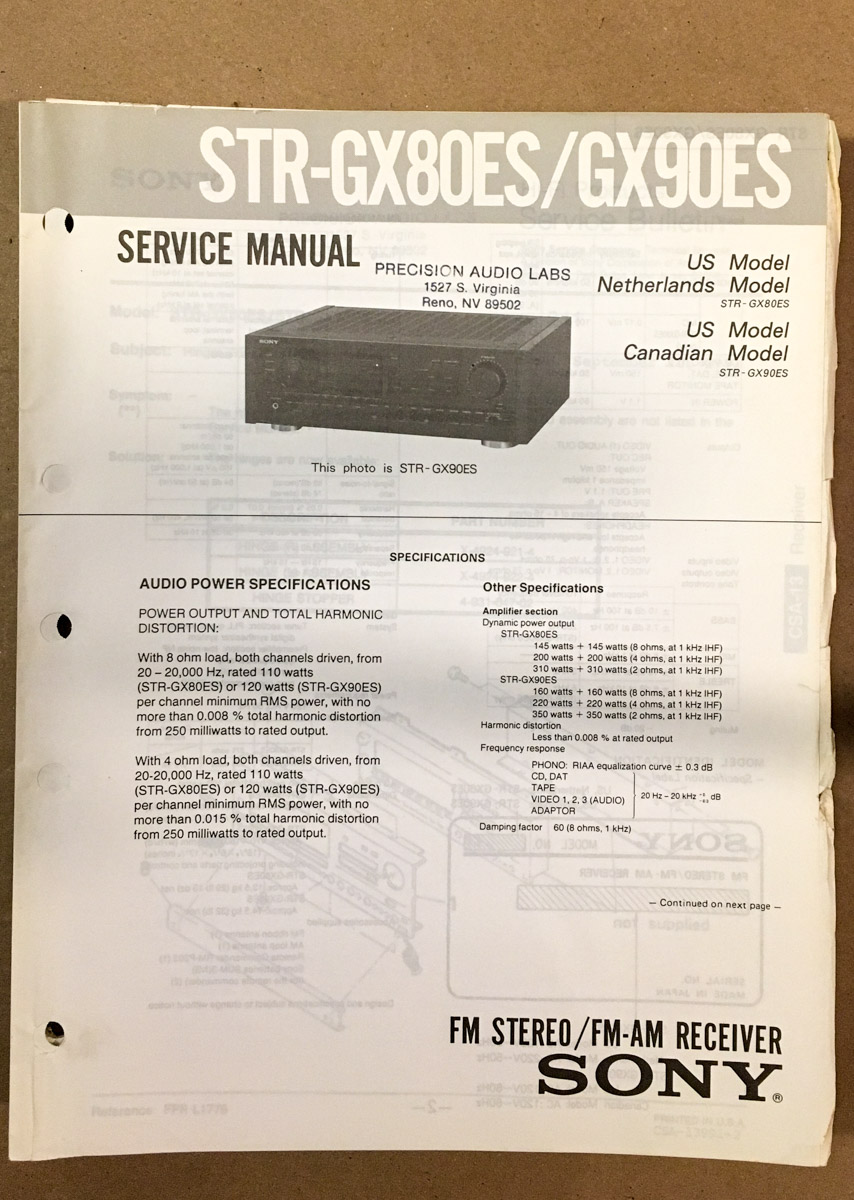 STR-GX80ES/GX90ES
SERVICE MANUAL
PRECISION AUDIO LABS
1527 S. Virginia
Reno, NV 89502
US Model
Netherlands Model
STR-GX80ES
US Model
Canadian Model
STR-GX90ES
SONY
This photo is STR-GX90ES
SPECIFICATIONS
AUDIO POWER SPECIFICATIONS
POWER OUTPUT AND TOTAL HARMONIC
DISTORTION:
With 8 ohm load, both channels driven, from
20 – 20,000 Hz, rated 110 watts
(STR-GX80ES) or 120 watts (STR-GX90ES)
per channel minimum RMS power, with no
more than 0.008 % total harmonic distortion
from 250 milliwatts to rated output.
With 4 ohm load, both channels driven, from
20-20,000 Hz, rated 110 watts
(STR-GX80ES) or 120 watts (STR-GX90ES)
per channel minimum RMS power, with no
more than 0.015 % total harmonic distortion
from 250 milliwatts to rated output.
Other Specifications
Amplifier section
Dynamic power output
STR-GX80ES
145 watts + 145 watts (8 ohms, at 1 kHz IHF)
200 watts + 200 watts (4 ohms, at 1 kHz IHF)
310 watts + 310 watts (2 ohms, at 1 kHz IHF)
STR-GX90ES
160 watts + 160 watts (8 ohms, at 1 kHz IHF)
220 watts + 220 watts (4 ohms, at 1 kHz IHF)
350 watts + 350 watts (2 ohms, at 1 kHz IHF)
Harmonic distortion
Less than 0.008 % at rated output
Frequency response
PHONO: RIAA equalization curve ± 0.3 dB
CD, DAT
TAPE
VIDEO 1, 2, 3 (AUDIO)
ADAPTOR
20 Hz – 20 kHz dB
Damping factor 60 (8 ohms, 1 kHz)
— Continued on next page —
FM STEREO/FM-AM RECEIVER
SONY®